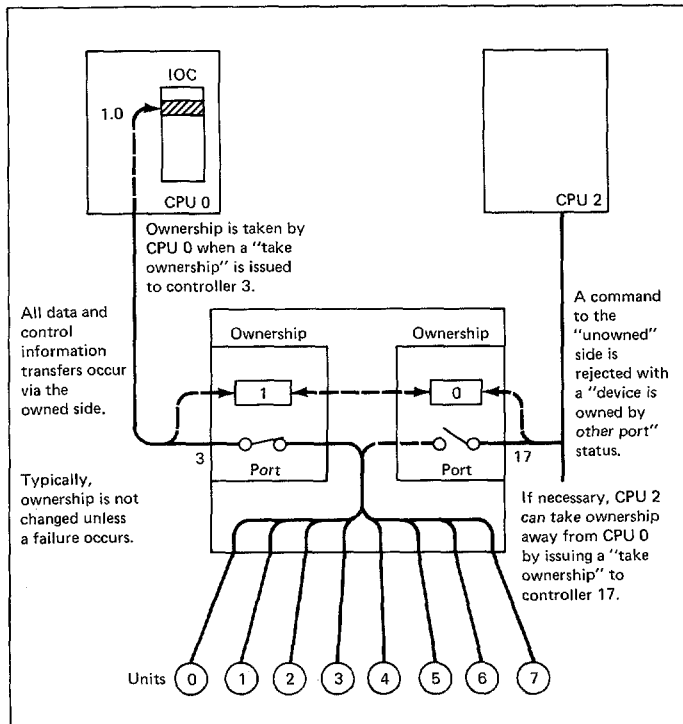 IOC
1.0
CPU 0
CPU 2
Ownership is taken by
CPU 0 when a "take
ownership" is issued
to controller 3.
All data and
control
information
transfers occur
via the
owned side.
Typically,
ownership is not
changed unless
a failure occurs.
Ownership
1
3
Port
Ownership
0
17
Port
A command
to the
"unowned"
side is
rejected with
a "device is
owned by
other port"
status.
If necessary, CPU 2
can take ownership
away from CPU 0
by issuing a "take
ownership" to
controller 17.
Units 0 1 2 3 4 5 6 7